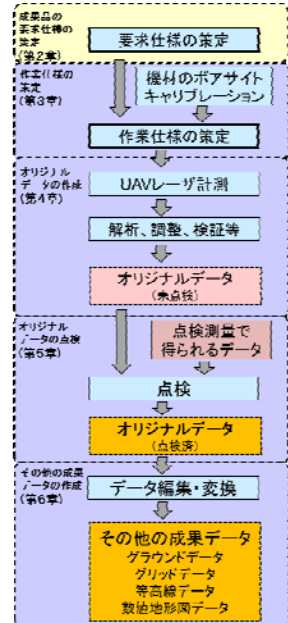 成果品の
要求仕様の
策定
(第2章)
要求仕様の策定
作業仕様の
策定
(第3章)
機材のボアサイト
キャリブレーション
作業仕様の策定
オリジナル
データの作成
(第4章)
UAVレーザ計測
解析、調整、検証等
オリジナルデータ
(未点検)
オリジナル
データの点検
(第5章)
点検測量で
得られるデータ
点検
オリジナルデータ
(点検済)
その他の成果
データの作成
(第6章)
データ編集・変換
その他の成果データ
グラウンドデータ
グリッドデータ
等高線データ
数値地形図データ